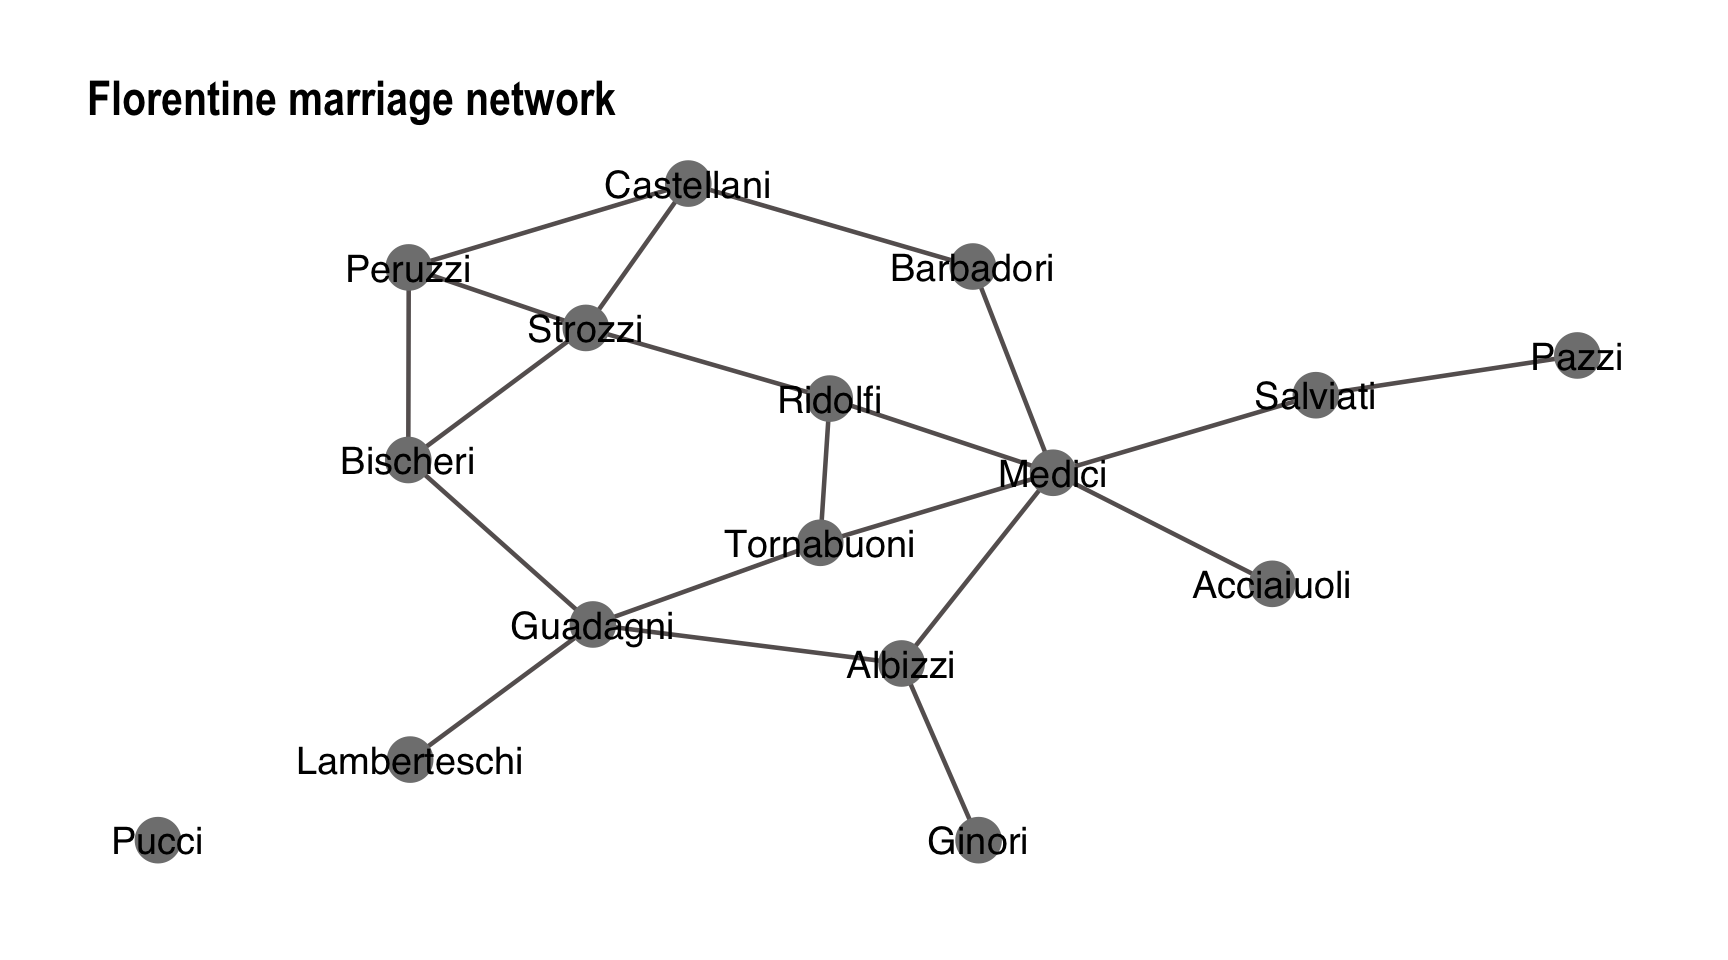 Florentine marriage network
Castellani
Peruzzi
Barbadori
Strozzi
Pazzi
Ridolfi
Salviati
Bischeri
Medici
Tornabuoni
Acciaiuoli
Guadagni
Albizzi
Lamberteschi
Pucci
Ginori